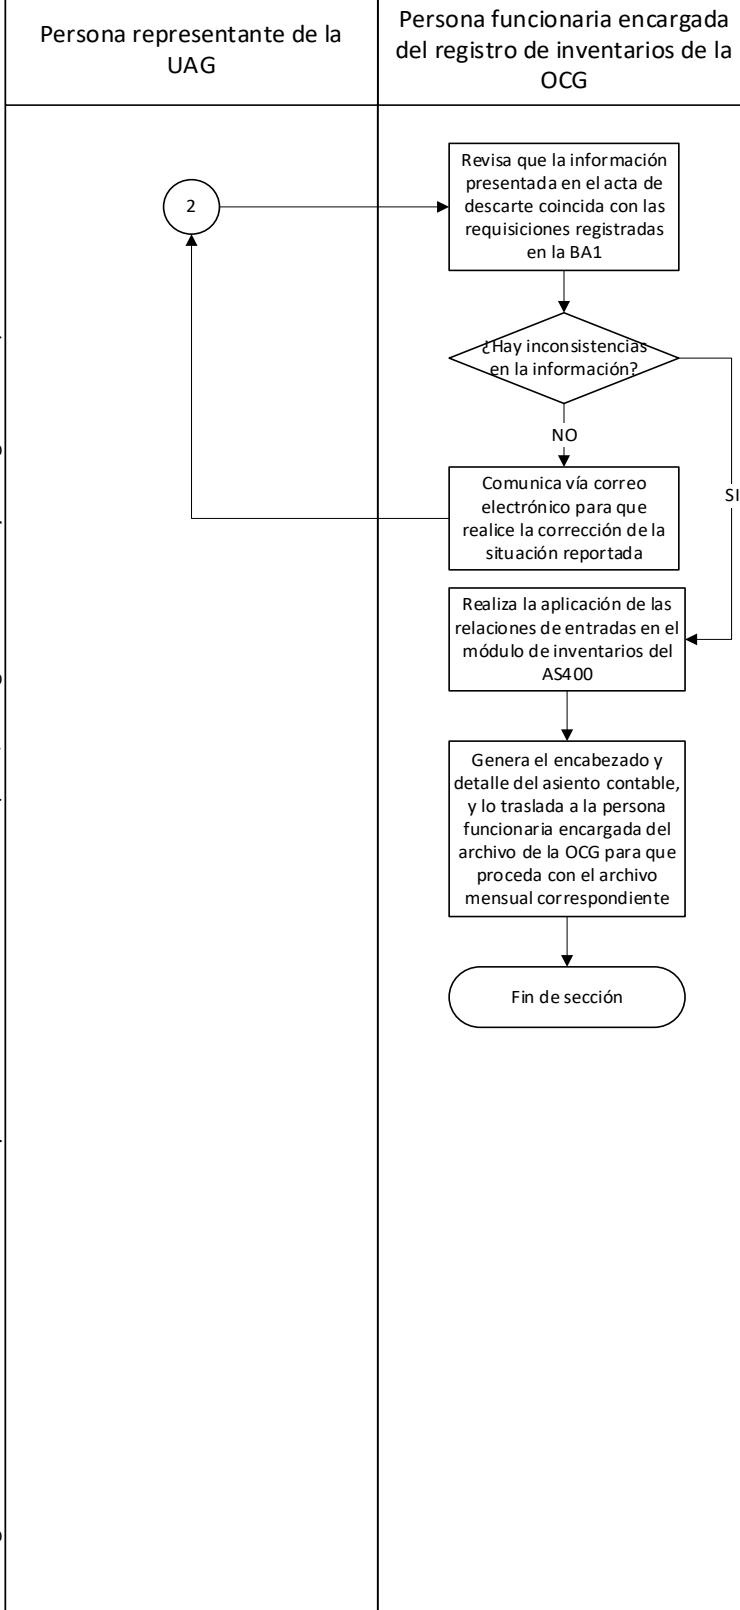 Persona representante de la
UAG
Persona funcionaria encargada
del registro de inventarios de la
OCG
2
Revisa que la información
presentada en el acta de
descarte coincida con las
requisiciones registradas
en la BA1
¿Hay inconsistencias
en la información?
NO
SI
Comunica vía correo
electrónico para que
realice la corrección de la
situación reportada
Realiza la aplicación de las
relaciones de entradas en el
módulo de inventarios del
AS400
Genera el encabezado y
detalle del asiento contable,
y lo traslada a la persona
funcionaria encargada del
archivo de la OCG para que
proceda con el archivo
mensual correspondiente
Fin de sección